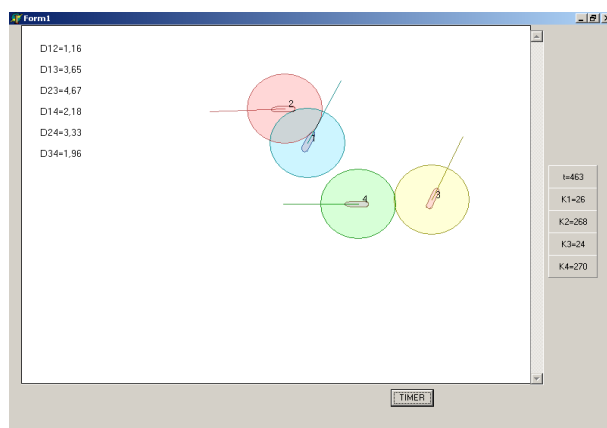 Form1
D12=1,16
D13=3,65
D23=4,67
D14=2,18
D24=3,33
D34=1,96
2
1
4
3
t=463
K1=26
K2=268
K3=24
K4=270
TIMER